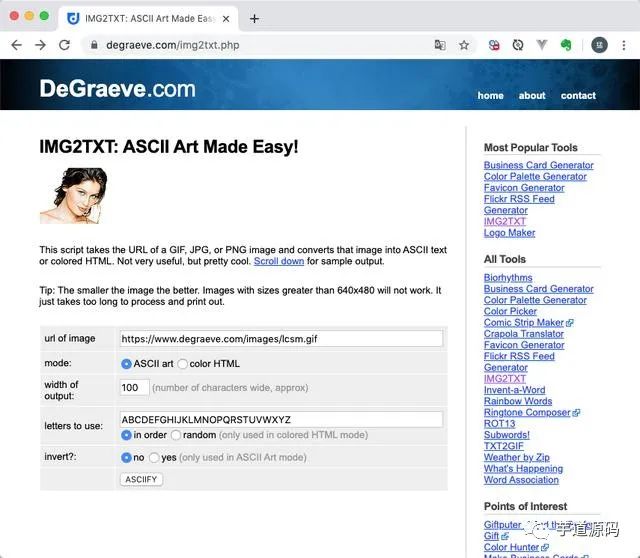 IMG2TXT: ASCII Art Made Easy
degraeve.com/img2txt.php
DeGraeve.com
home about contact
IMG2TXT: ASCII Art Made Easy!
This script takes the URL of a GIF, JPG, or PNG image and converts that image into ASCII text
or colored HTML. Not very useful, but pretty cool. Scroll down for sample output.
Tip: The smaller the image the better. Images with sizes greater than 640x480 will not work. It
just takes too long to process and print out.
url of image https://www.degraeve.com/images/lcsm.gif
mode: ASCII art color HTML
width of
output: 100 (number of characters wide, approx)
letters to use: ABCDEFGHIJKLMNOPQRSTUVWXYZ
in order random (only used in colored HTML mode)
invert?: no yes (only used in ASCII Art mode)
ASCIIFY
Most Popular Tools
Business Card Generator
Color Palette Generator
Favicon Generator
Flickr RSS Feed
Generator
IMG2TXT
Logo Maker
All Tools
Biorhythms
Business Card Generator
Color Palette Generator
Color Picker
Comic Strip Maker
Crapola Translator
Favicon Generator
Flickr RSS Feed
Generator
IMG2TXT
Invent-a-Word
Rainbow Words
Ringtone Composer
ROT13
Subwords!
TXT2GIF
Weather by Zip
What's Happening
Word Association
Points of Interest
Giftputer
Gift
Color Hunter
芋道源码